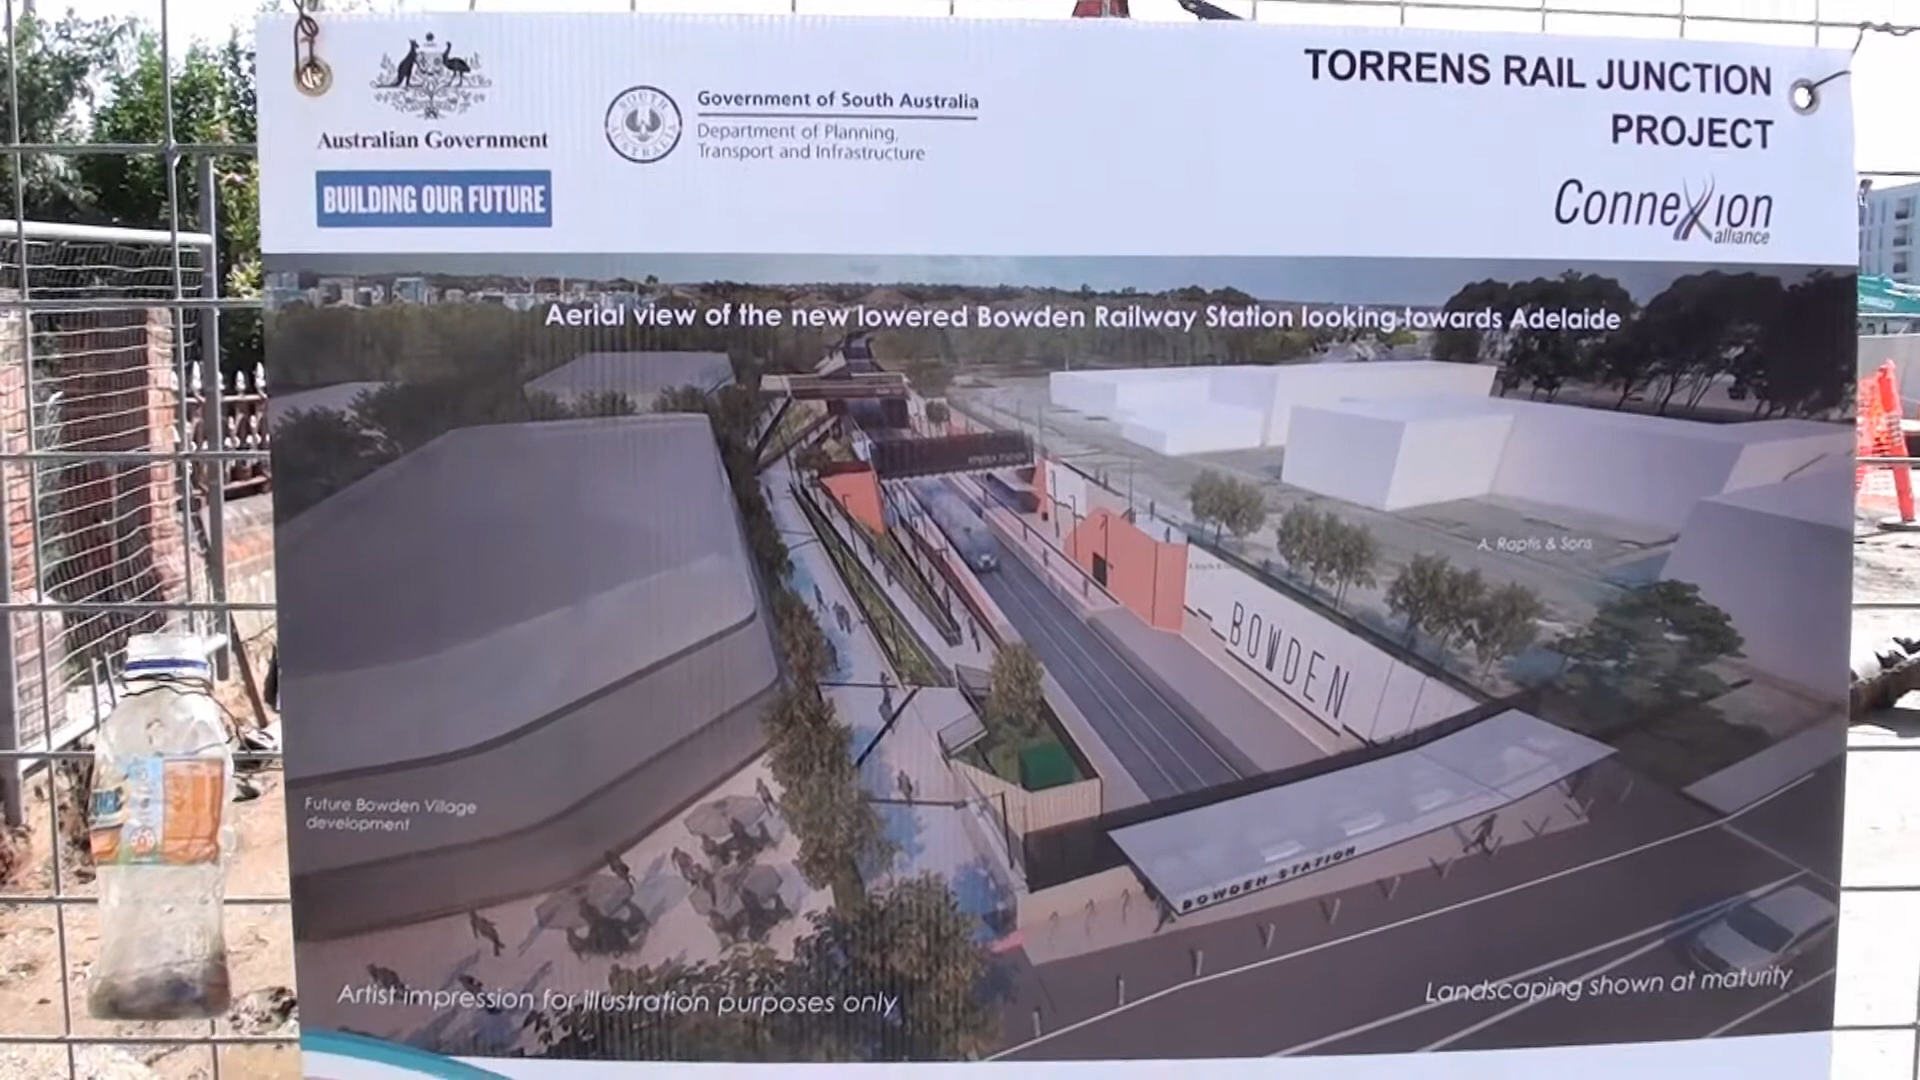 Australian Government
BUILDING OUR FUTURE
SOUTH AUSTRALIA
Government of South Australia
Department of Planning,
Transport and Infrastructure
TORRENS RAIL JUNCTION
PROJECT
ConneXion
alliance
Aerial view of the new lowered Bowden Railway Station looking towards Adelaide
A. Raptis & Sons
BOWDEN
Future Bowden Village
development
BOWDEN STATION
Artist impression for illustration purposes only
Landscaping shown at maturity